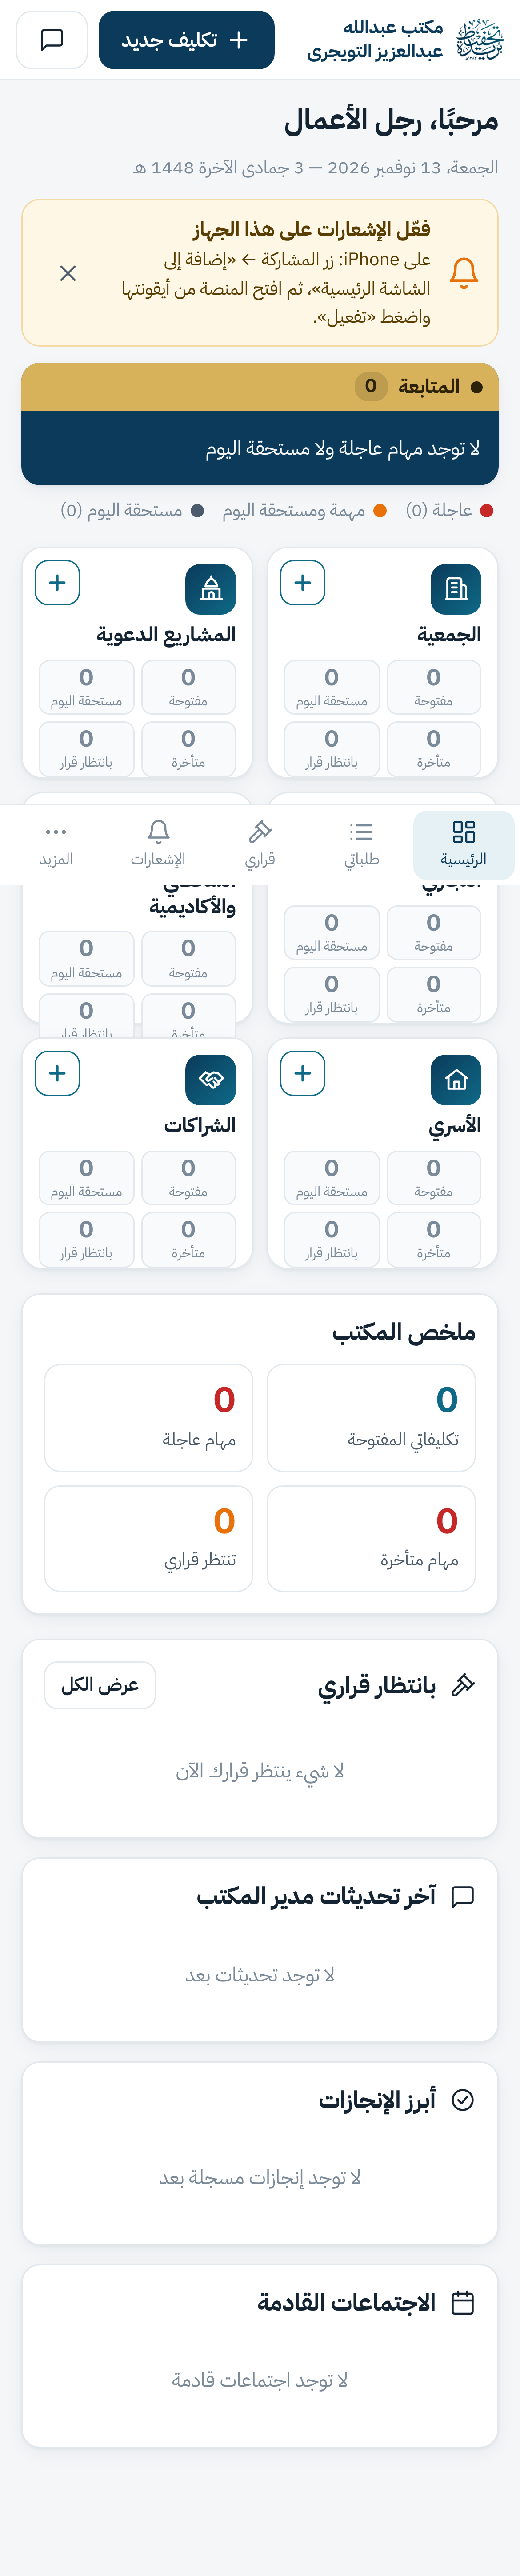 مكتب عبدالله
عبدالعزيز التويجري
تكليف جديد
مرحبًا، رجل الأعمال
الجمعة، 13 نوفمبر 2026 — 3 جمادى الآخرة 1448 هـ
فعّل الإشعارات على هذا الجهاز
على iPhone: زر المشاركة ← «إضافة إلى
الشاشة الرئيسية»، ثم افتح المنصة من أيقونتها
واضغط «تفعيل».
المتابعة 0
لا توجد مهام عاجلة ولا مستحقة اليوم
عاجلة (0) مهمة ومستحقة اليوم مستحقة اليوم (0)
الجمعية
0 0
مفتوحة مستحقة اليوم
0 0
متأخرة بانتظار قرار
المشاريع الدعوية
0 0
مفتوحة مستحقة اليوم
0 0
متأخرة بانتظار قرار
الرئيسية طلباتي قراري الإشعارات المزيد
0 0
مفتوحة مستحقة اليوم
0 0
متأخرة بانتظار قرار
والأكاديمية
0 0
مفتوحة مستحقة اليوم
0 0
متأخرة بانتظار قرار
الأسري
0 0
مفتوحة مستحقة اليوم
0 0
متأخرة بانتظار قرار
الشراكات
0 0
مفتوحة مستحقة اليوم
0 0
متأخرة بانتظار قرار
ملخص المكتب
0 0
تكليفاتي المفتوحة مهام عاجلة
0 0
مهام متأخرة تنتظر قراري
بانتظار قراري عرض الكل
لا شيء ينتظر قرارك الآن
آخر تحديثات مدير المكتب
لا توجد تحديثات بعد
أبرز الإنجازات
لا توجد إنجازات مسجلة بعد
الاجتماعات القادمة
لا توجد اجتماعات قادمة